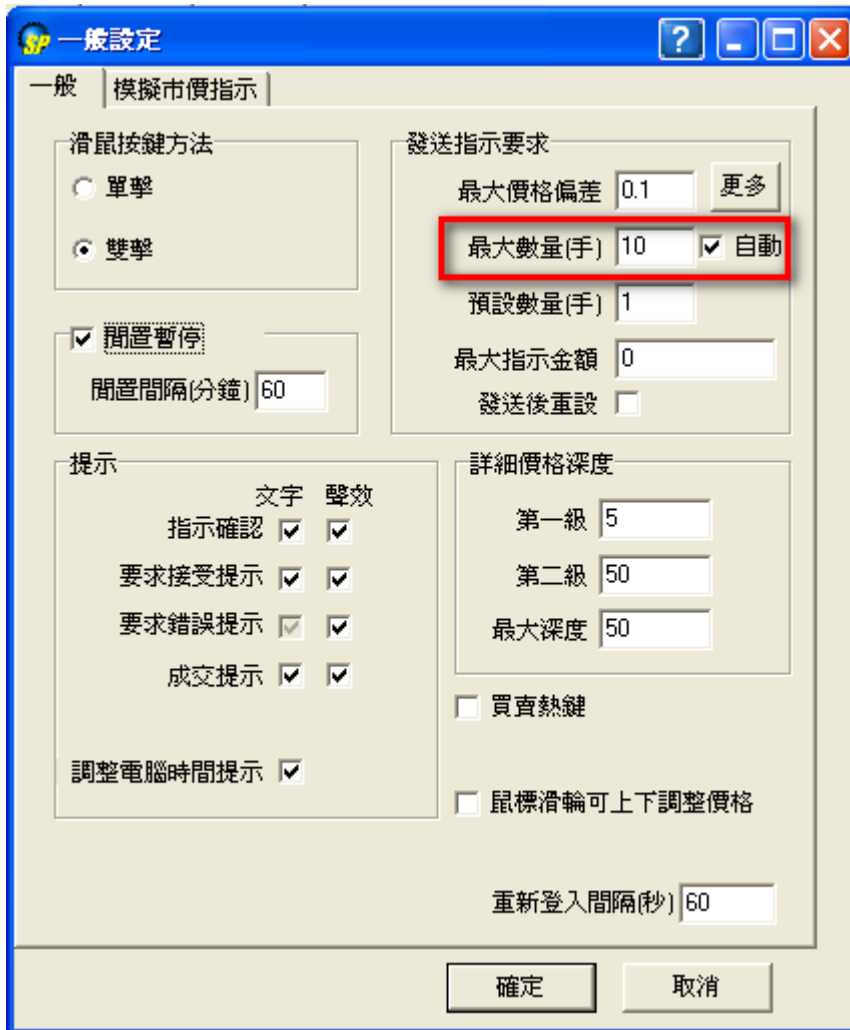 SP 一般設定 ?
一般 模擬市價指示
滑鼠按鍵方法
單擊
雙擊
閒置暫停
閒置間隔(分鐘) 60
發送指示要求
最大價格偏差 0.1 更多
最大數量(手) 10 自動
預設數量(手) 1
最大指示金額 0
發送後重設
提示
文字 聲效
指示確認
要求接受提示
要求錯誤提示
成交提示
調整電腦時間提示
詳細價格深度
第一級 5
第二級 50
最大深度 50
買賣熱鍵
鼠標滑輪可上下調整價格
重新登入間隔(秒) 60
確定 取消